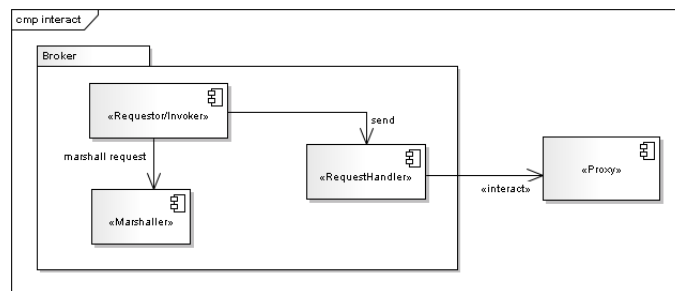 cmp interact
Broker
«Requestor/Invoker»
send
marshall request
«RequestHandler»
«Proxy»
«interact»
«Marshaller»